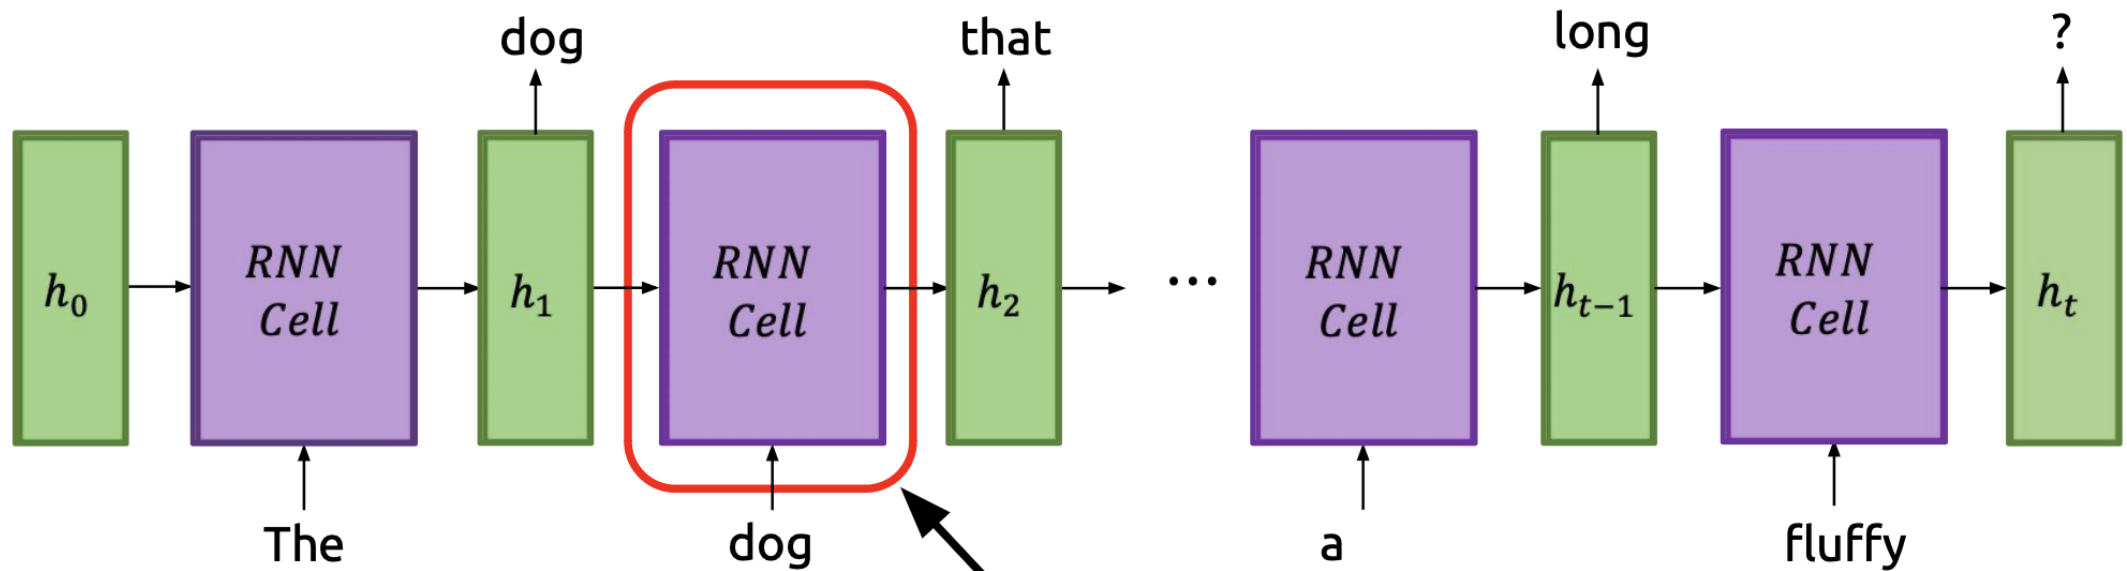 dog
that
long
?
h₀
RNN
Cell
h₁
RNN
Cell
h₂
...
RNN
Cell
hₜ₋₁
RNN
Cell
hₜ
The
dog
a
fluffy